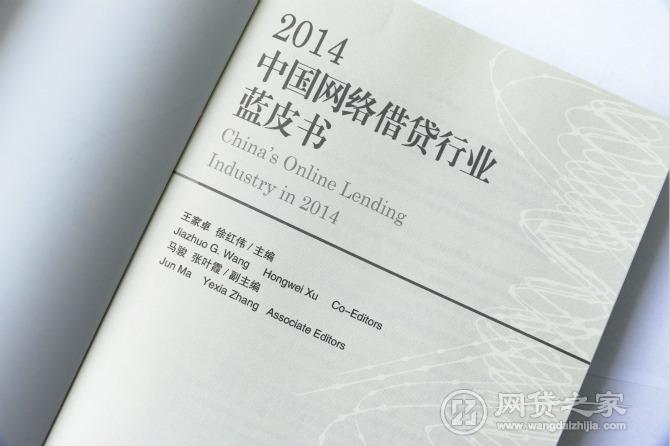 2014
中国网络借贷行业
蓝皮书
China's Online Lending
Industry in 2014
王家卓 徐红伟/主编
Jiazhuo G. Wang Hongwei Xu Co-Editors
马骏 张叶霞/副主编
Jun Ma Yexia Zhang Associate Editors
网贷之家
www.wangdaizhijia.com